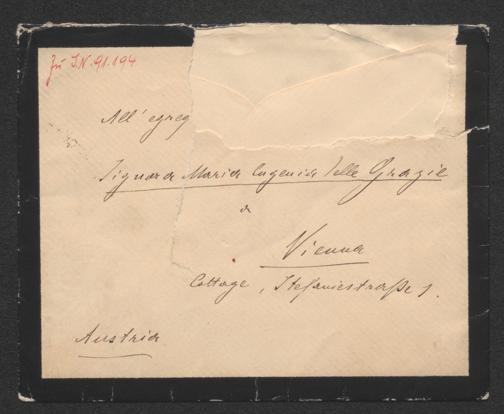 Zu I.N. 91.194
All' egreg
Signora Maria Eugenia delle Grazie
a
Vienna
Cottage, Stefaniestraße 1.
Austria